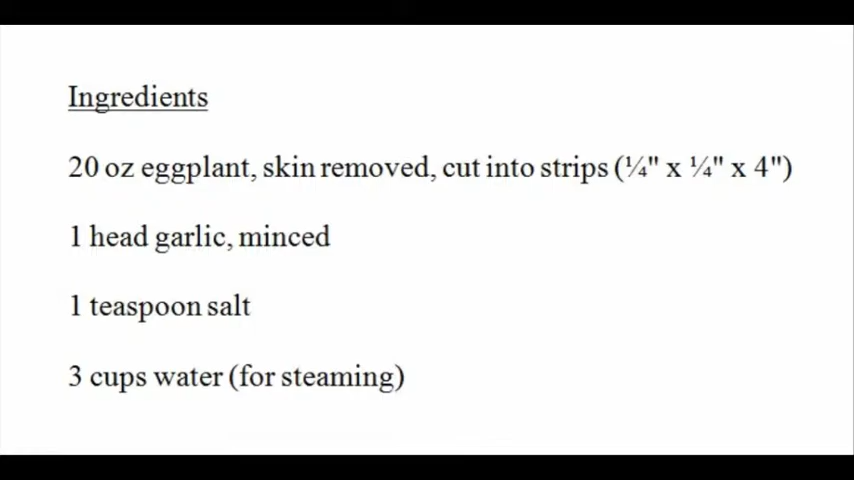 Ingredients
20 oz eggplant, skin removed, cut into strips (¼" x ¼" x 4")
1 head garlic, minced
1 teaspoon salt
3 cups water (for steaming)